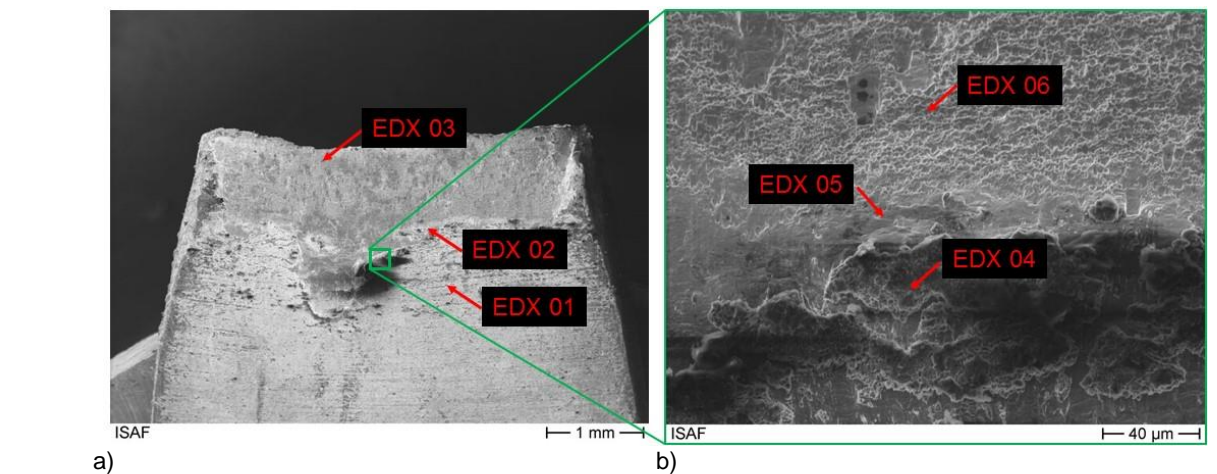 EDX 03
EDX 02
EDX 01
ISAF
1 mm
a)
EDX 06
EDX 05
EDX 04
ISAF
40 µm
b)